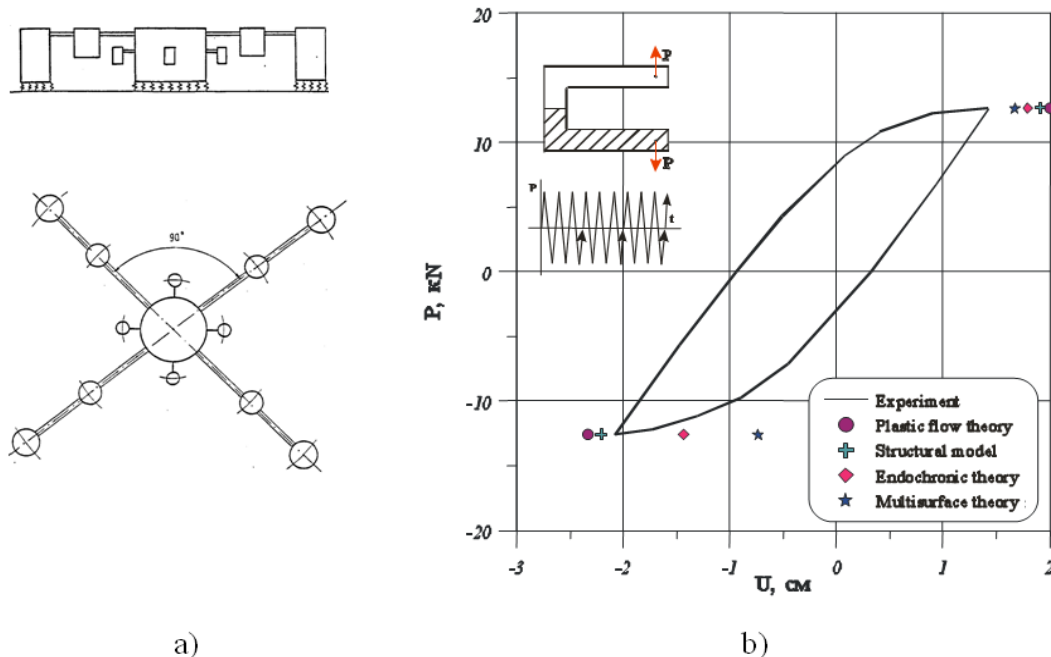 90°
a)
20
10
0
-10
-20
P, кN
-3
-2
-1
0
1
2
U, см
P
P
P
t
Experiment
Plastic flow theory
Structural model
Endochronic theory
Multisurface theory
b)